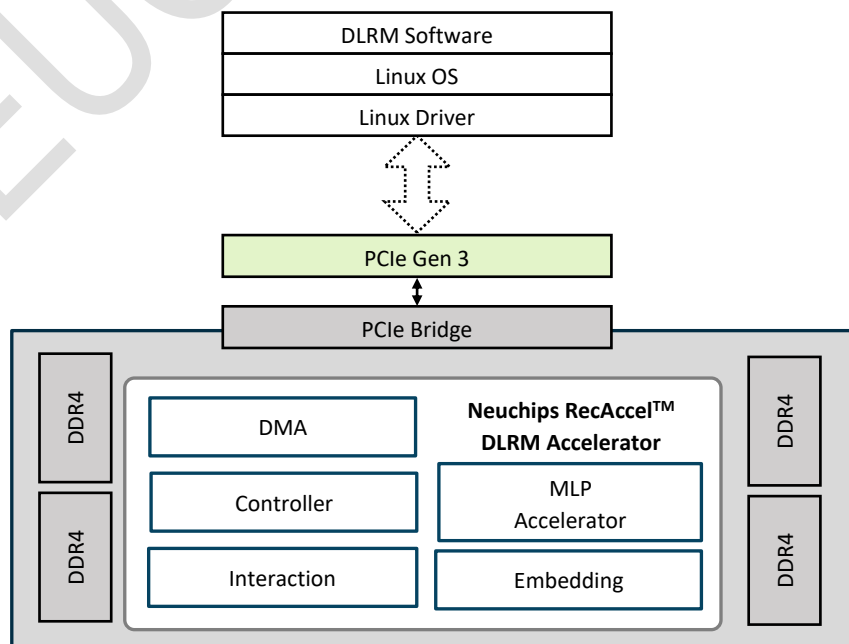 DLRM Software
Linux OS
Linux Driver
PCIe Gen 3
PCIe Bridge
DDR4
DDR4
Neuchips RecAccel™
DLRM Accelerator
DMA
Controller
Interaction
MLP
Accelerator
Embedding
DDR4
DDR4